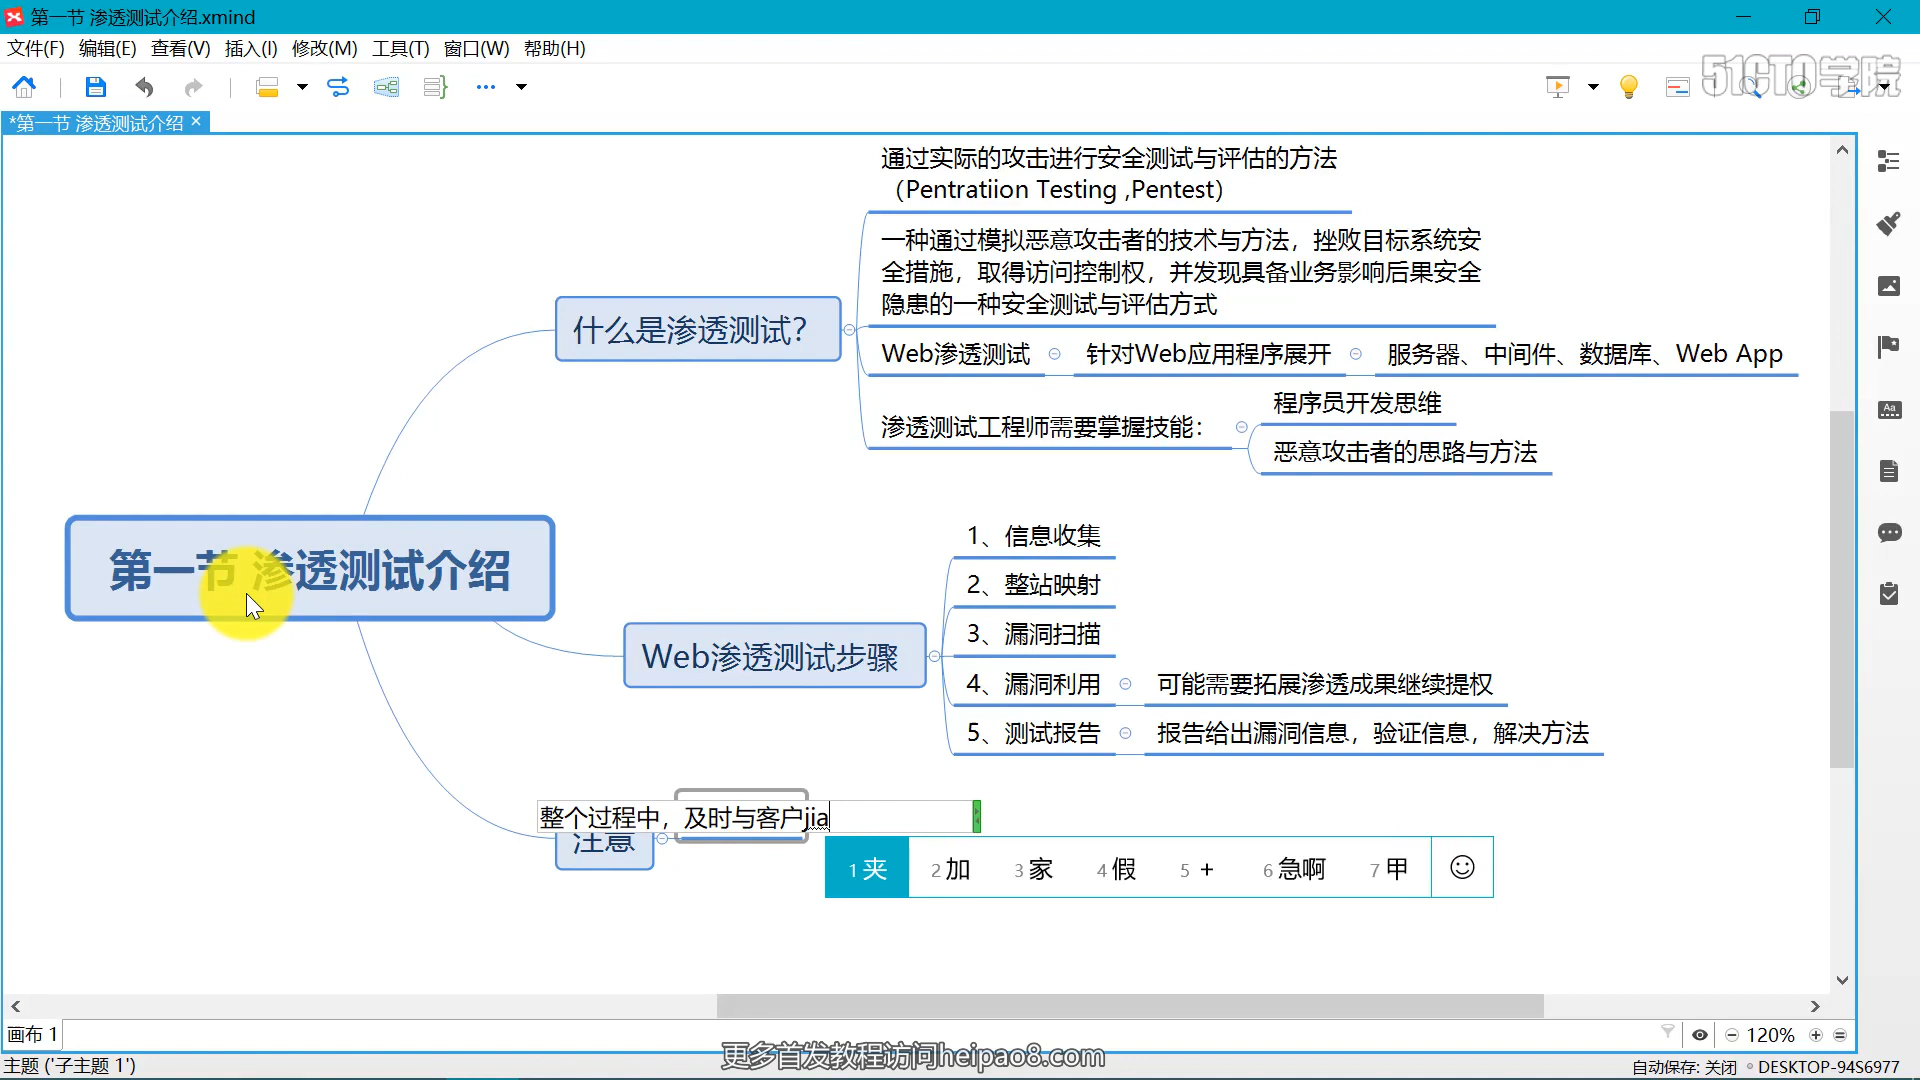 第一节 渗透测试介绍.xmind
文件(F) 编辑(E) 查看(V) 插入(I) 修改(M) 工具(T) 窗口(W) 帮助(H)
51CTO学院
*第一节 渗透测试介绍
通过实际的攻击进行安全测试与评估的方法
（Pentratiion Testing ,Pentest）
一种通过模拟恶意攻击者的技术与方法，挫败目标系统安
全措施，取得访问控制权，并发现具备业务影响后果安全
隐患的一种安全测试与评估方式
什么是渗透测试？
Web渗透测试 针对Web应用程序展开 服务器、中间件、数据库、Web App
渗透测试工程师需要掌握技能：
程序员开发思维
恶意攻击者的思路与方法
第一节 渗透测试介绍
Web渗透测试步骤
1、信息收集
2、整站映射
3、漏洞扫描
4、漏洞利用 可能需要拓展渗透成果继续提权
5、测试报告 报告给出漏洞信息，验证信息，解决方法
整个过程中，及时与客户jia
注意
1 夹 2 加 3 家 4 假 5 + 6 急啊 7 甲
画布 1
120%
更多首发教程访问heipao8.com
主题 ('子主题 1')
自动保存: 关闭 DESKTOP-94S6977